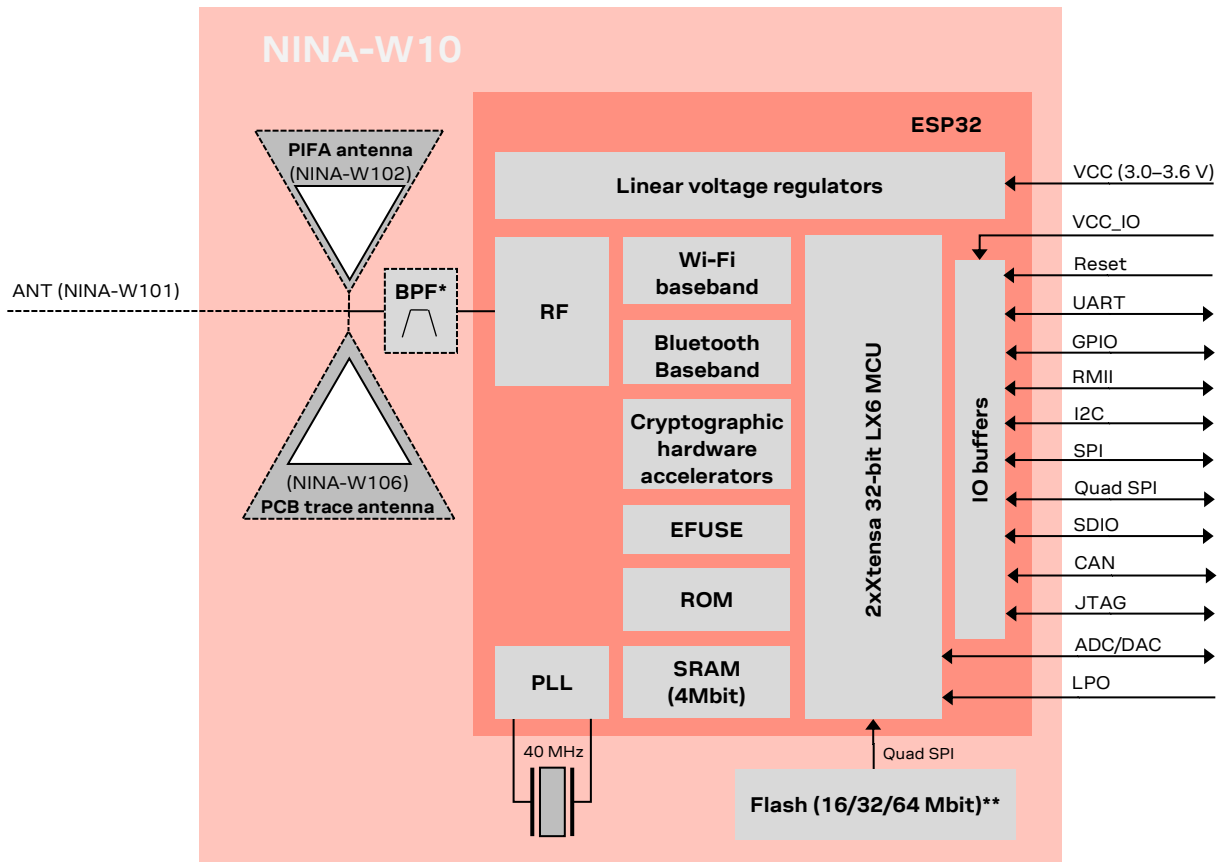 NINA-W10
ESP32
PIFA antenna
(NINA-W102)
Linear voltage regulators
VCC (3.0–3.6 V)
VCC_IO
Reset
ANT (NINA-W101)
BPF*
RF
Wi-Fi
baseband
Bluetooth
Baseband
Cryptographic
hardware
accelerators
EFUSE
ROM
SRAM
(4Mbit)
PLL
2xXtensa 32-bit LX6 MCU
IO buffers
UART
GPIO
RMII
I2C
SPI
Quad SPI
SDIO
CAN
JTAG
ADC/DAC
LPO
(NINA-W106)
PCB trace antenna
40 MHz
Quad SPI
Flash (16/32/64 Mbit)**